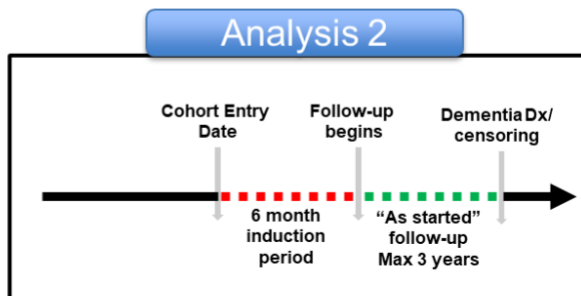 Analysis 2
Cohort Entry
Date
Follow-up
begins
Dementia Dx/
censoring
6 month
induction
period
“As started”
follow-up
Max 3 years